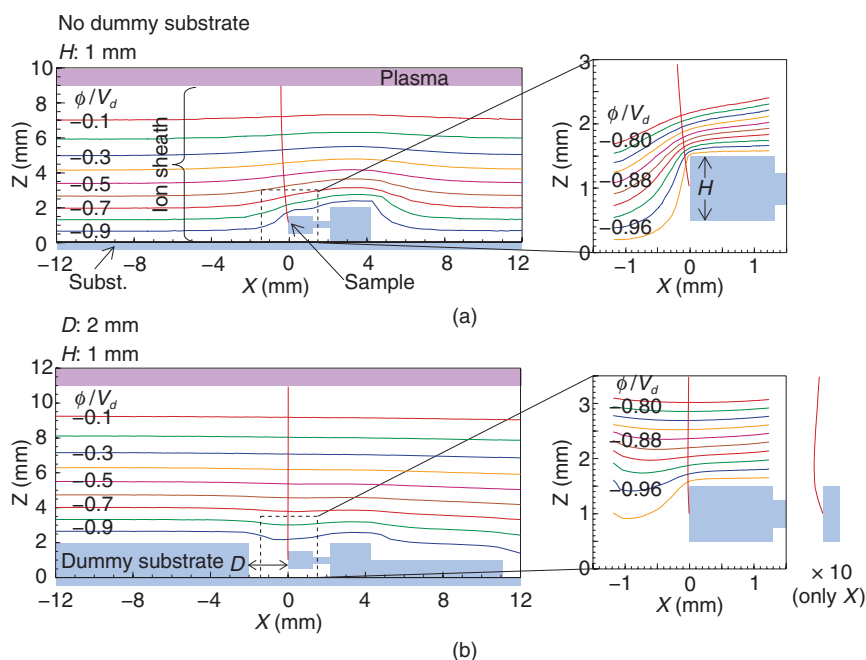 No dummy substrate
H: 1 mm
10
8
6
4
2
0
Z (mm)
Plasma
ϕ/V_d
−0.1
−0.3
−0.5
−0.7
−0.9
Ion sheath
−12
−8
−4
0
4
8
12
Subst.
X (mm)
Sample
3
2
1
0
Z (mm)
ϕ/V_d
−0.80
−0.88
−0.96
H
−1
0
1
X (mm)
(a)
D: 2 mm
H: 1 mm
12
10
8
6
4
2
0
Z (mm)
ϕ/V_d
−0.1
−0.3
−0.5
−0.7
−0.9
Dummy substrate
D
−12
−8
−4
0
4
8
12
X (mm)
3
2
1
0
Z (mm)
ϕ/V_d
−0.80
−0.88
−0.96
−1
0
1
X (mm)
× 10
(only X)
(b)